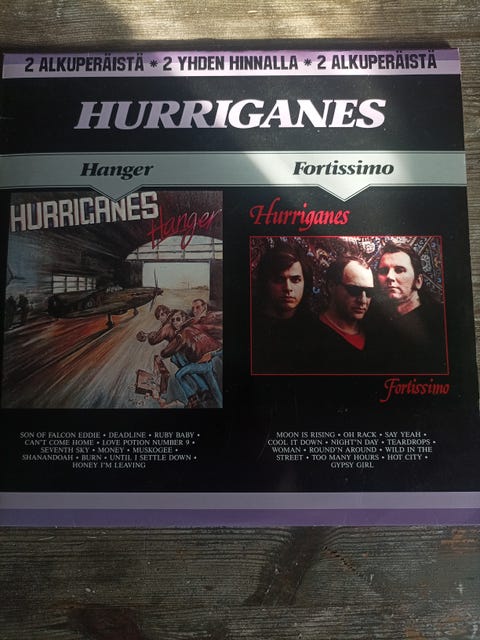 2 ALKUPERÄISTÄ * 2 YHDEN HINNALLA * 2 ALKUPERÄISTÄ
HURRIGANES
Hanger
Fortissimo
HURRIGANES
Hanger
Hurriganes
Fortissimo
SON OF FALCON EDDIE • DEADLINE • RUBY BABY •
CAN'T COME HOME • LOVE POTION NUMBER 9 •
SEVENTH SKY • MONEY • MUSKOGEE •
SHANANDOAH • BURN • UNTIL I SETTLE DOWN •
HONEY I'M LEAVING
MOON IS RISING • OH RACK • SAY YEAH •
COOL IT DOWN • NIGHT'N DAY • TEARDROPS •
WOMAN • ROUND'N AROUND • WILD IN THE
STREET • TOO MANY HOURS • HOT CITY •
GYPSY GIRL